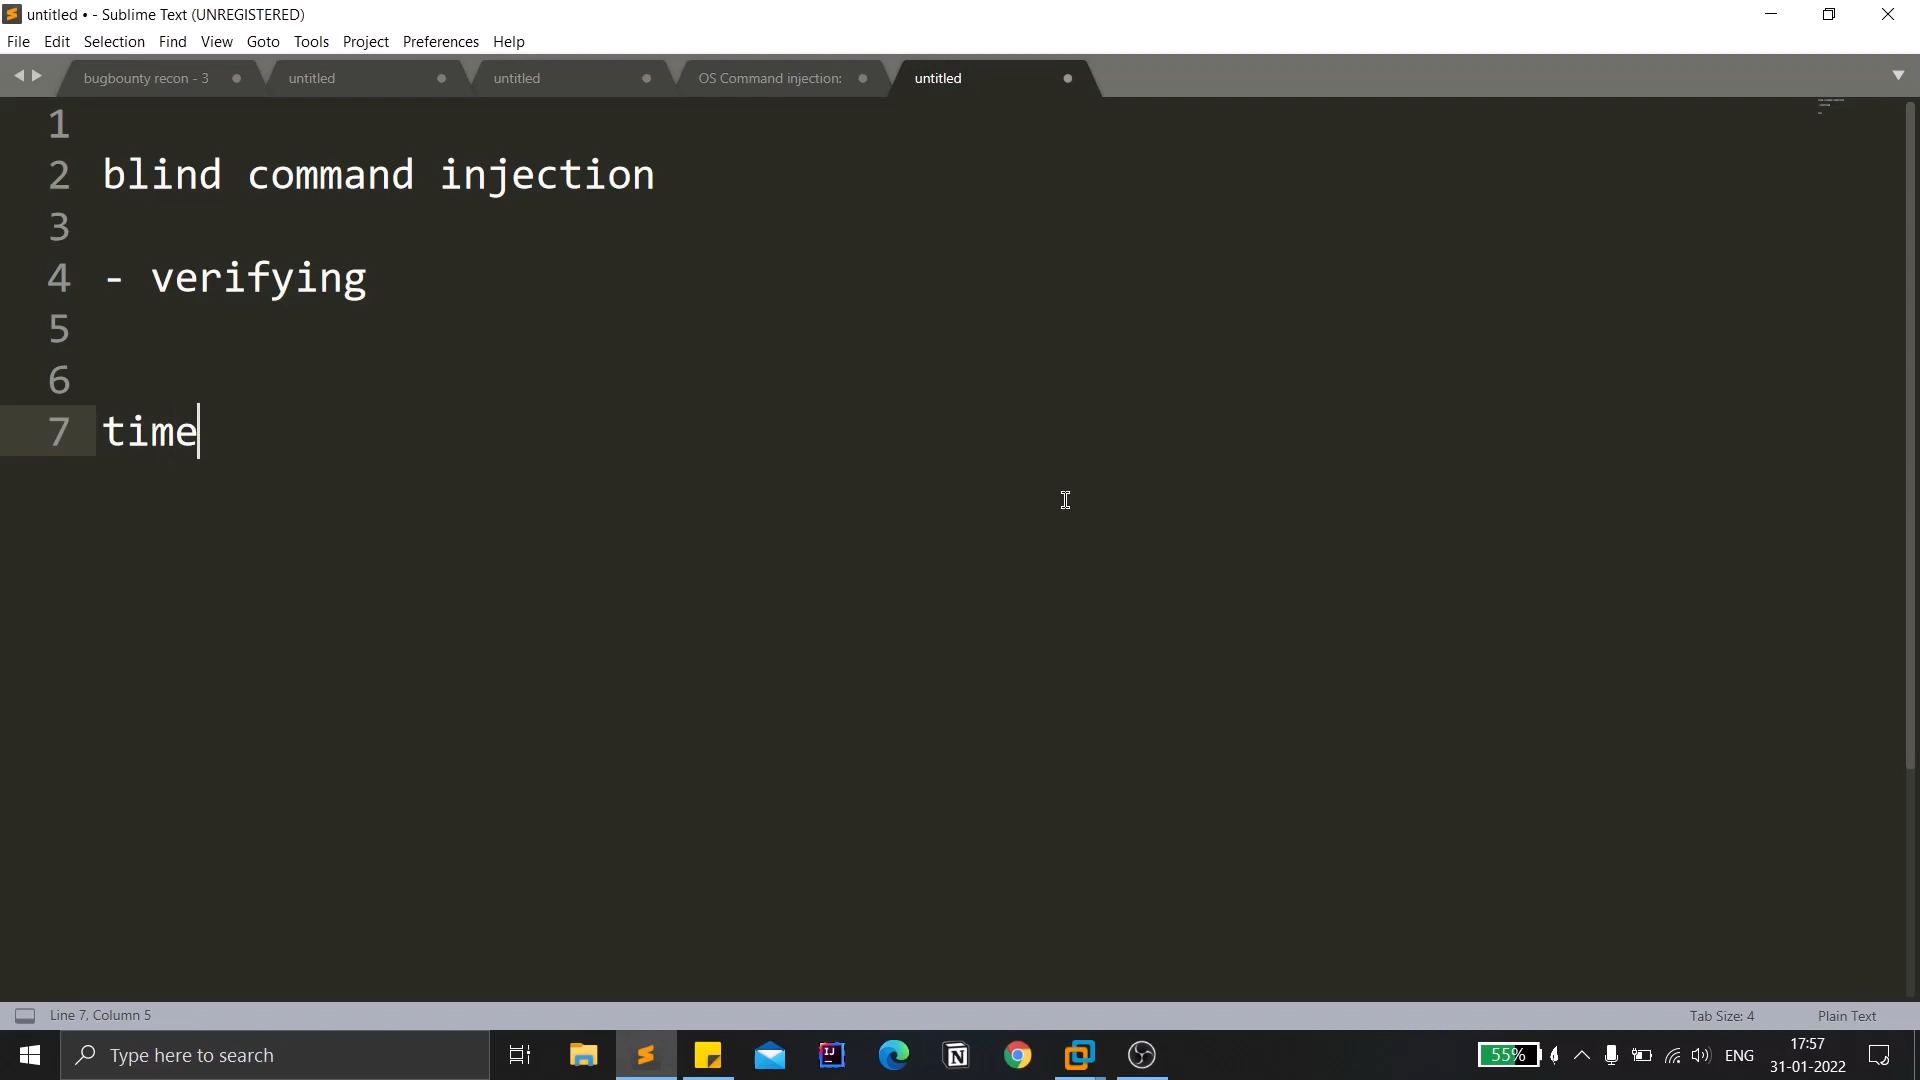 untitled • - Sublime Text (UNREGISTERED)
File Edit Selection Find View Goto Tools Project Preferences Help
bugbounty recon - 3 untitled untitled OS Command injection: untitled
1
2 blind command injection
3
4 - verifying
5
6
7 time
Line 7, Column 5 Tab Size: 4 Plain Text
Type here to search 55% ENG 17:57
31-01-2022